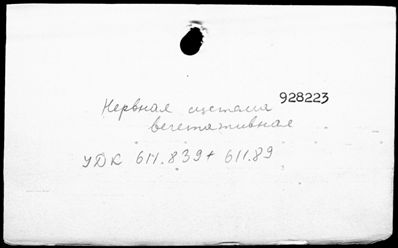 928223
Нервная система
вегетативная
УДК 611.839 + 611.89